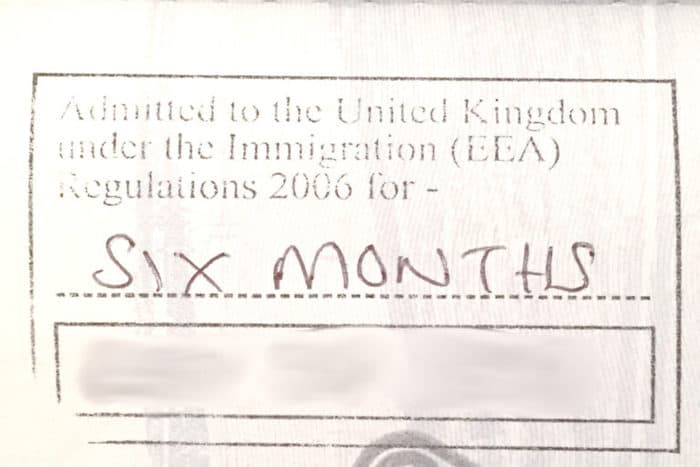 Admitted to the United Kingdom
under the Immigration (EEA)
Regulations 2006 for -
SIX MONTHS